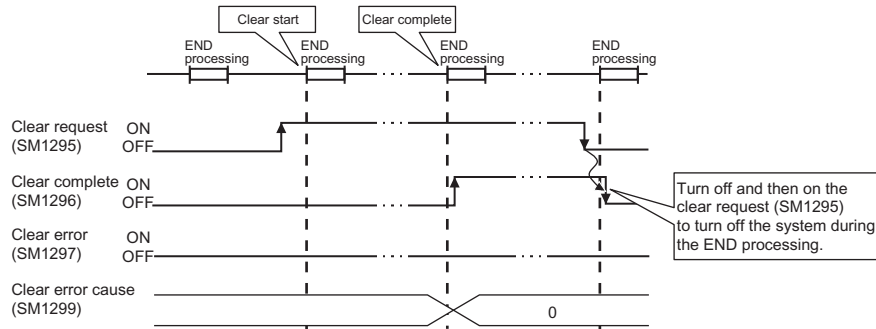 Clear start
Clear complete
END
processing
END
processing
END
processing
END
processing
Clear request
(SM1295)
ON
OFF
Clear complete
(SM1296)
ON
OFF
Clear error
(SM1297)
ON
OFF
Clear error cause
(SM1299)
0
Turn off and then on the
clear request (SM1295)
to turn off the system during
the END processing.